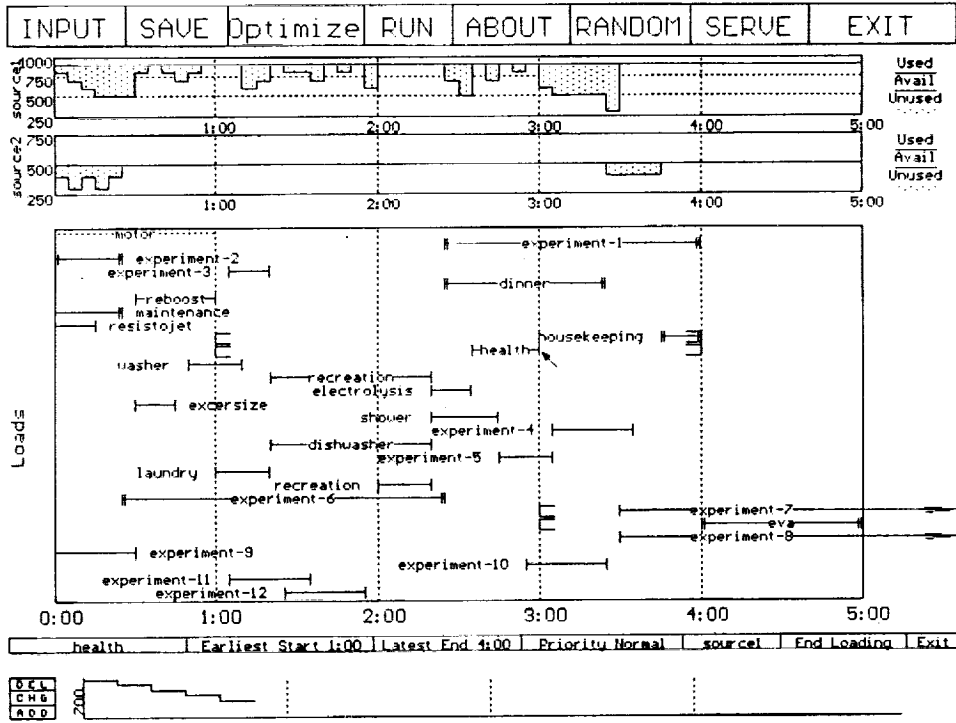 INPUT SAVE Optimize RUN ABOUT RANDOM SERVE EXIT
source1
1000
750
500
250
1:00 2:00 3:00 4:00 5:00
Used
Avail
Unused
source2
750
500
250
1:00 2:00 3:00 4:00 5:00
Used
Avail
Unused
Loads
motor
experiment-1
experiment-2
experiment-3
dinner
reboost
maintenance
resistojet
housekeeping
health
washer
recreation
electrolysis
excersize
shower
experiment-4
dishwasher
experiment-5
laundry
recreation
experiment-6
experiment-7
eva
experiment-8
experiment-9
experiment-10
experiment-11
experiment-12
0:00 1:00 2:00 3:00 4:00 5:00
health Earliest Start 1:00 Latest End 4:00 Priority Normal source1 End Loading Exit
DEL
CHG
ADD
200